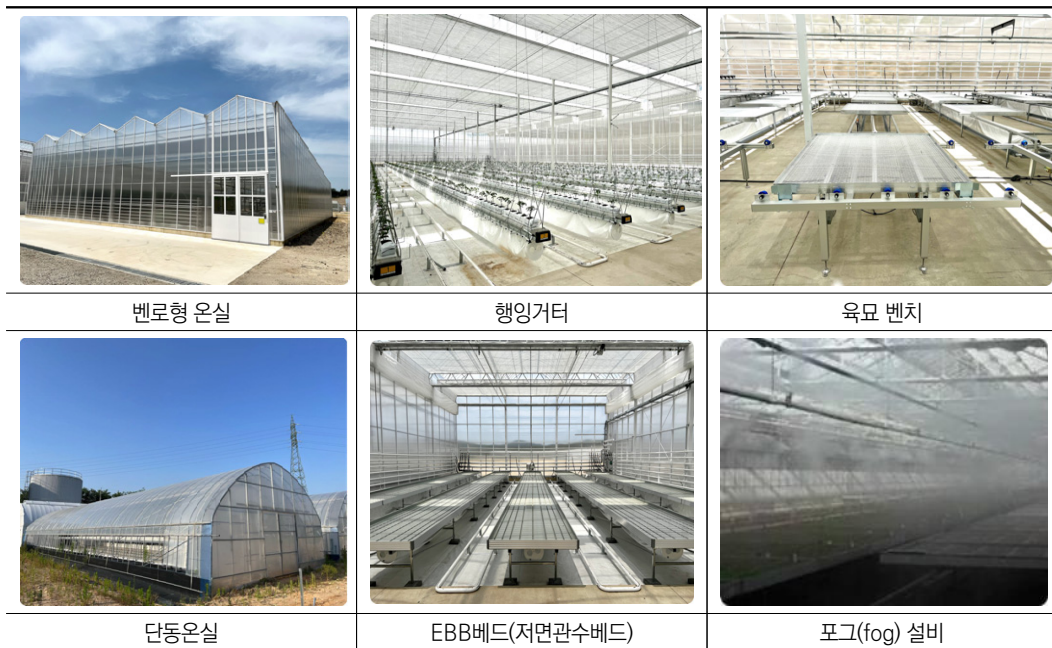 벤로형 온실
행잉거터
육묘 벤치
단동온실
EBB베드(저면관수베드)
포그(fog) 설비